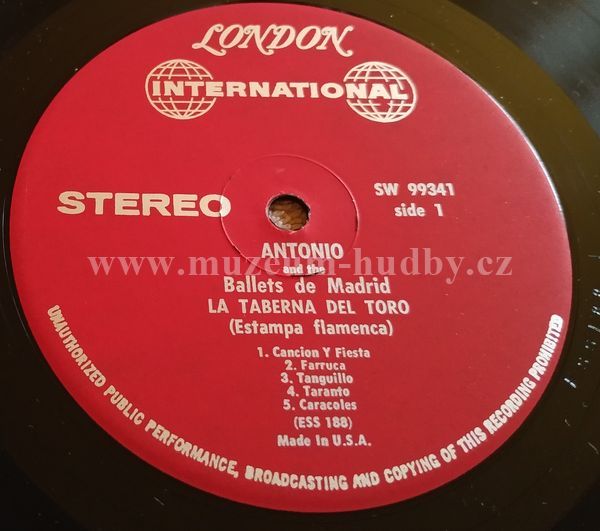 LONDON
INTERNATIONAL
STEREO
SW 99341
side 1
ANTONIO
and the
www.muzeum-hudby.cz
Ballets de Madrid
LA TABERNA DEL TORO
(Estampa flamenca)
1. Cancion Y Fiesta
2. Farruca
3. Tanguillo
4. Taranto
5. Caracoles
(ESS 188)
Made In U.S.A.
UNAUTHORIZED PUBLIC PERFORMANCE, BROADCASTING AND COPYING OF THIS RECORDING PROHIBITED